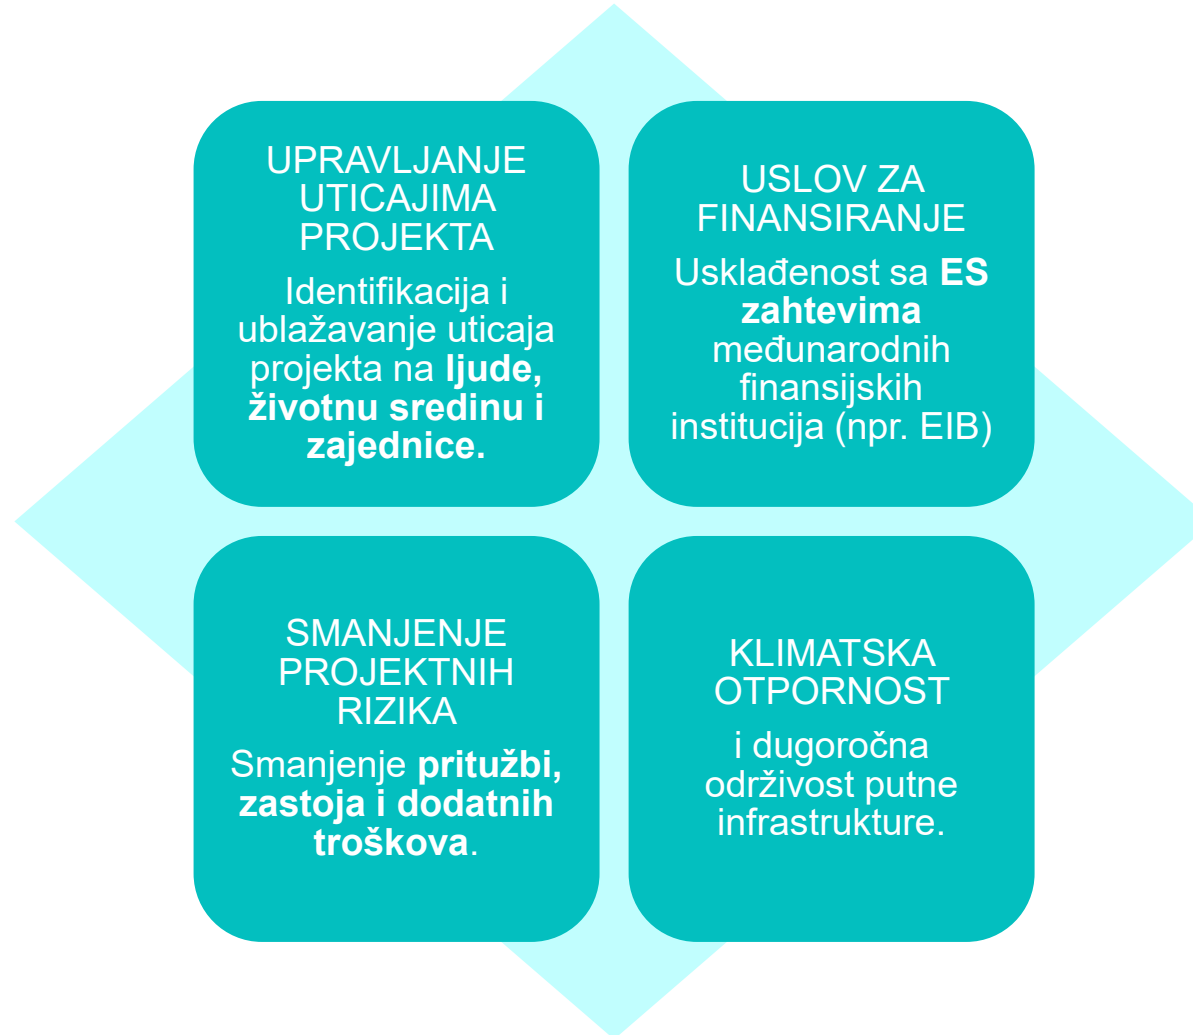 UPRAVLJANJE
UTICAJIMA
PROJEKTA
Identifikacija i
ublažavanje uticaja
projekta na ljude,
životnu sredinu i
zajednice.
USLOV ZA
FINANSIRANJE
Usklađenost sa ES
zahtevima
međunarodnih
finansijskih
institucija (npr. EIB)
SMANJENJE
PROJEKTNIH
RIZIKA
Smanjenje pritužbi,
zastoja i dodatnih
troškova.
KLIMATSKA
OTPORNOST
i dugoročna
održivost putne
infrastrukture.